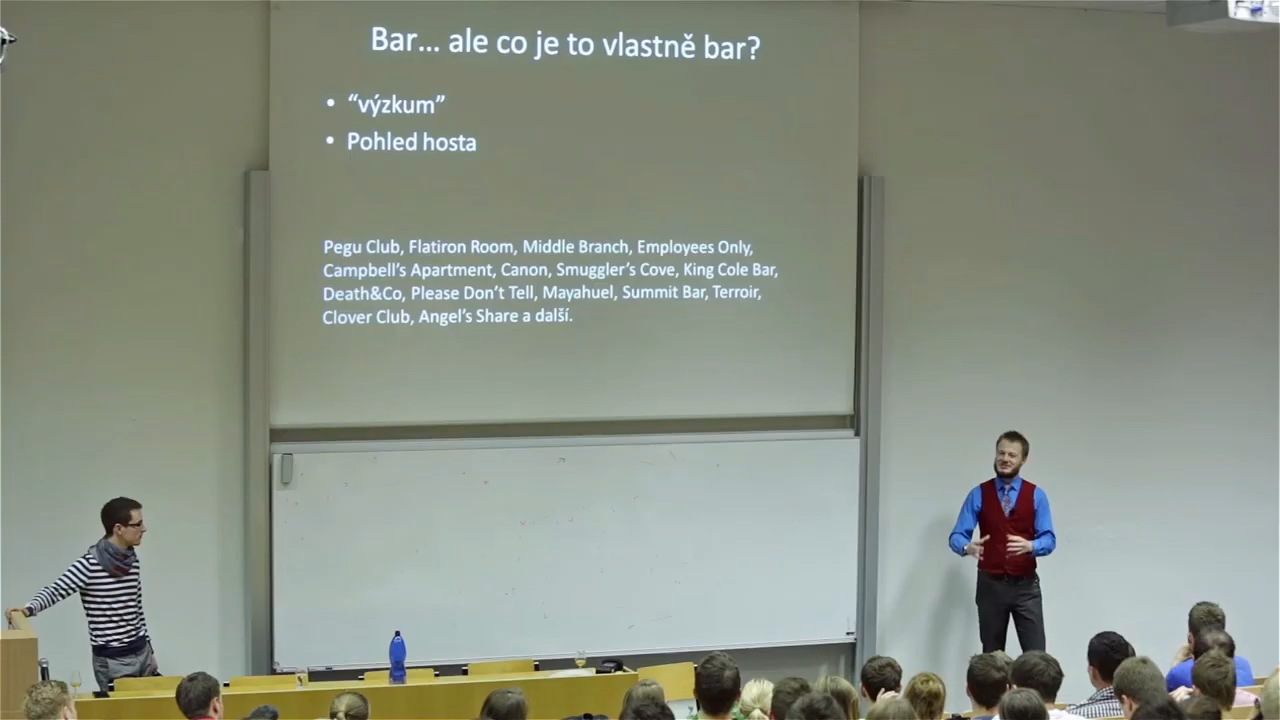 Bar... ale co je to vlastně bar?
• “výzkum”
• Pohled hosta
Pegu Club, Flatiron Room, Middle Branch, Employees Only,
Campbell’s Apartment, Canon, Smuggler’s Cove, King Cole Bar,
Death&Co, Please Don’t Tell, Mayahuel, Summit Bar, Terroir,
Clover Club, Angel’s Share a další.